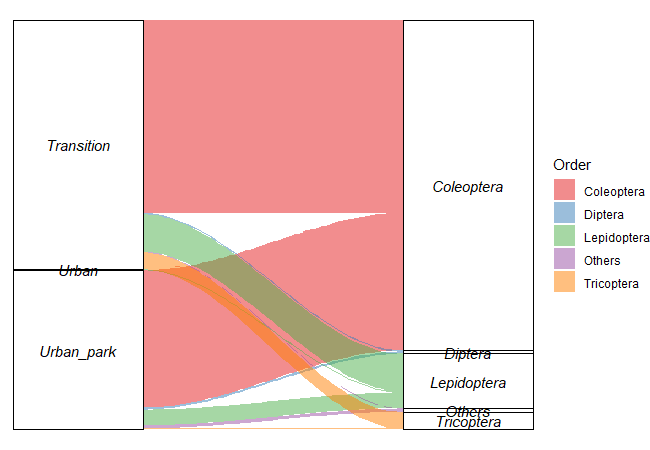 Transition
Urban
Urban_park
Coleoptera
Diptera
Lepidoptera
Others
Tricoptera
Order
Coleoptera
Diptera
Lepidoptera
Others
Tricoptera